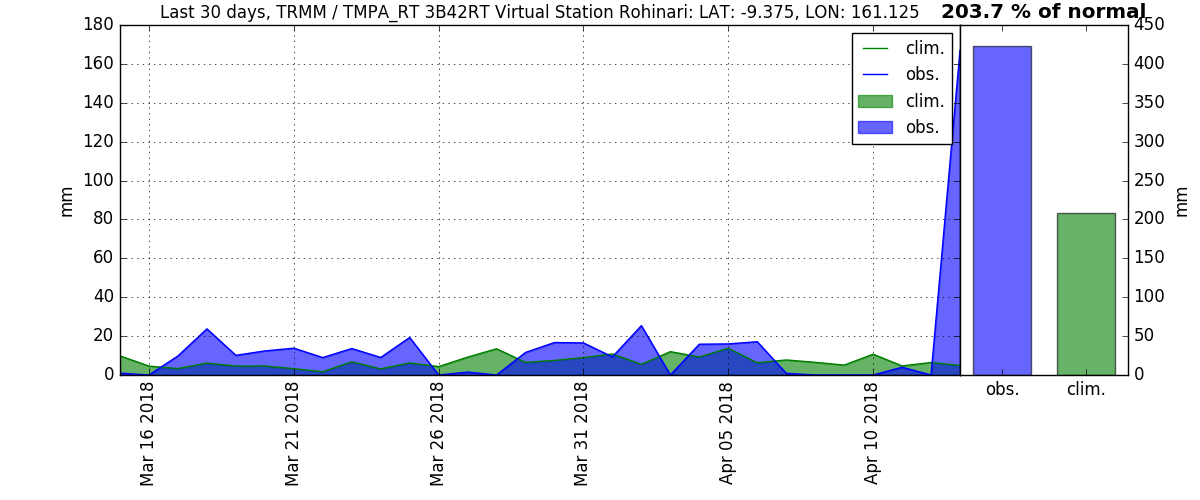 Last 30 days, TRMM / TMPA_RT 3B42RT Virtual Station Rohinari: LAT: -9.375, LON: 161.125
203.7 % of normal
180
160
140
120
100
80
60
40
20
0
mm
clim.
obs.
clim.
obs.
450
400
350
300
250
200
150
100
50
0
mm
Mar 16 2018
Mar 21 2018
Mar 26 2018
Mar 31 2018
Apr 05 2018
Apr 10 2018
obs.
clim.